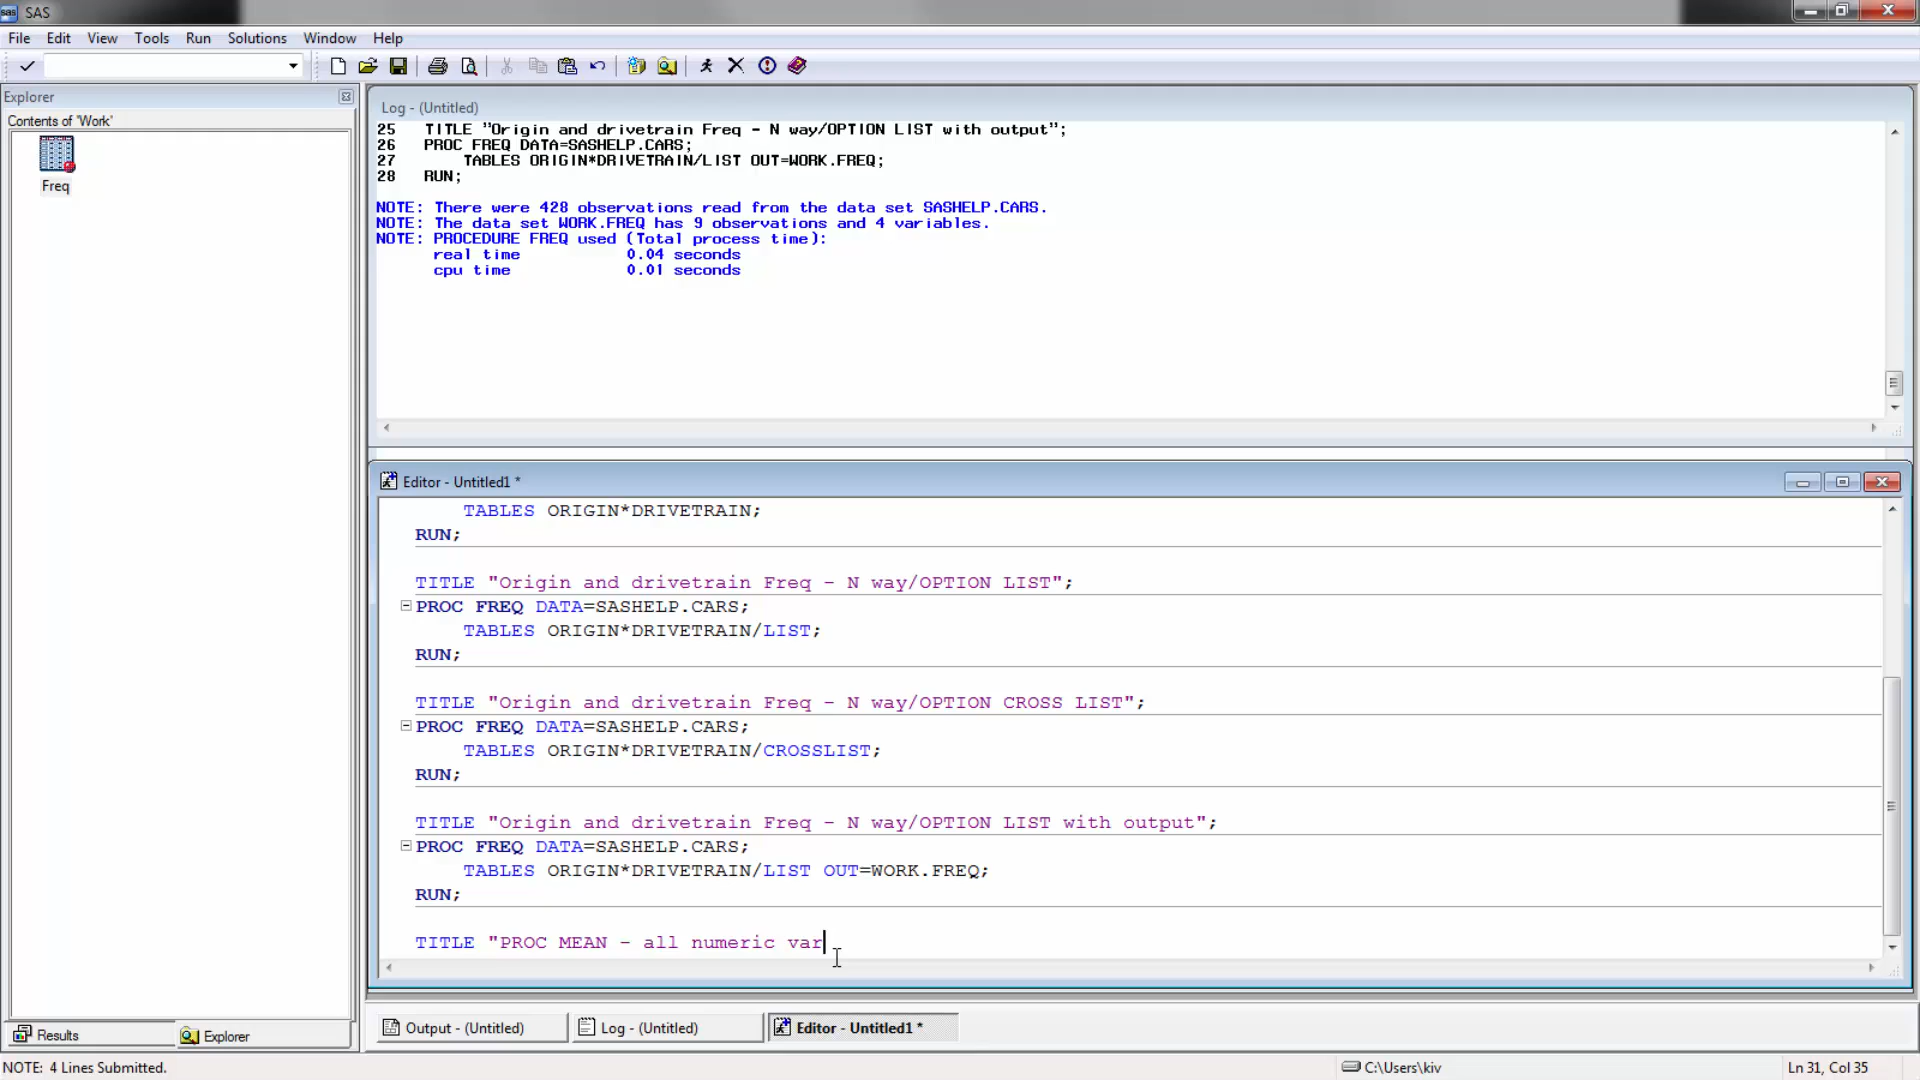 sas SAS
File Edit View Tools Run Solutions Window Help
Explorer
Contents of 'Work'
Freq
Log - (Untitled)
25 TITLE "Origin and drivetrain Freq - N way/OPTION LIST with output";
26 PROC FREQ DATA=SASHELP.CARS;
27 TABLES ORIGIN*DRIVETRAIN/LIST OUT=WORK.FREQ;
28 RUN;
NOTE: There were 428 observations read from the data set SASHELP.CARS.
NOTE: The data set WORK.FREQ has 9 observations and 4 variables.
NOTE: PROCEDURE FREQ used (Total process time):
real time 0.04 seconds
cpu time 0.01 seconds
Editor - Untitled1 *
TABLES ORIGIN*DRIVETRAIN;
RUN;
TITLE "Origin and drivetrain Freq - N way/OPTION LIST";
PROC FREQ DATA=SASHELP.CARS;
TABLES ORIGIN*DRIVETRAIN/LIST;
RUN;
TITLE "Origin and drivetrain Freq - N way/OPTION CROSS LIST";
PROC FREQ DATA=SASHELP.CARS;
TABLES ORIGIN*DRIVETRAIN/CROSSLIST;
RUN;
TITLE "Origin and drivetrain Freq - N way/OPTION LIST with output";
PROC FREQ DATA=SASHELP.CARS;
TABLES ORIGIN*DRIVETRAIN/LIST OUT=WORK.FREQ;
RUN;
TITLE "PROC MEAN - all numeric var
Results Explorer
Output - (Untitled) Log - (Untitled) Editor - Untitled1 *
NOTE: 4 Lines Submitted. C:\Users\kiv Ln 31, Col 35